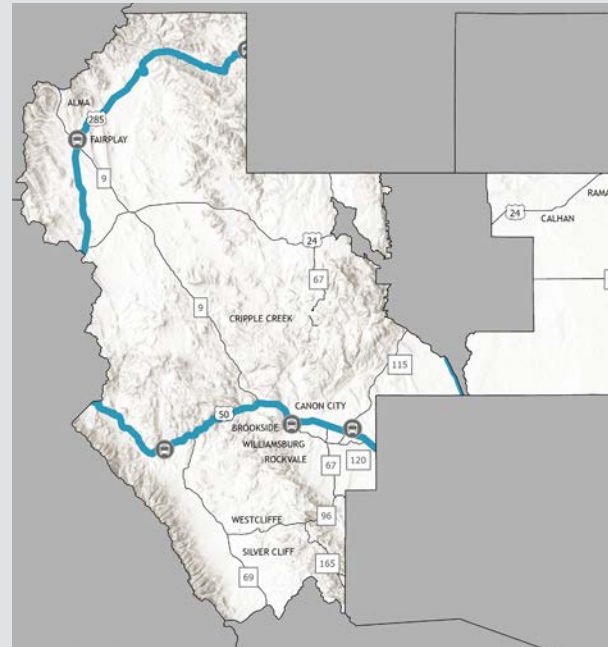 ALMA
285
FAIRPLAY
9
24
CALHAN
24
67
9
CRIPPLE CREEK
115
CANON CITY
50
BROOKSIDE
WILLIAMSBURG
ROCKVALE
67
120
WESTCLIFFE
96
SILVER CLIFF
165
69